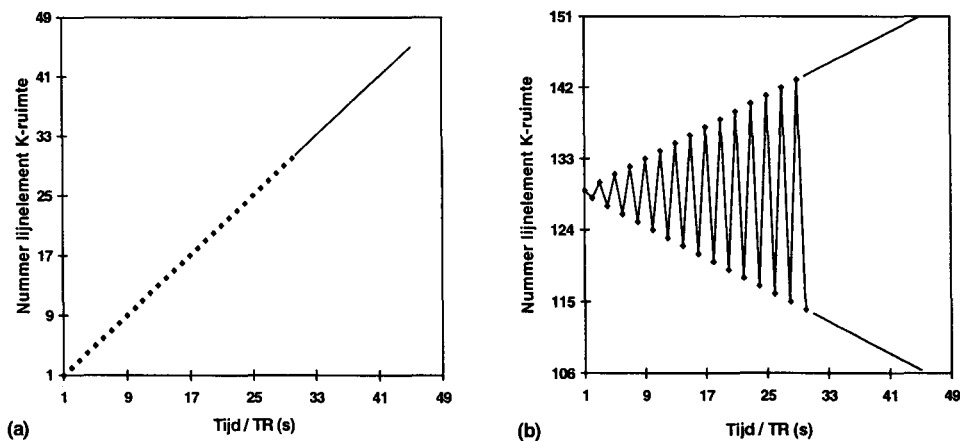 49
41
33
25
17
9
1
Nummer lijnelement K-ruimte
1 9 17 25 33 41 49
Tijd / TR (s)
(a)
151
142
133
124
115
106
Nummer lijnelement K-ruimte
1 9 17 25 33 41 49
Tijd / TR (s)
(b)